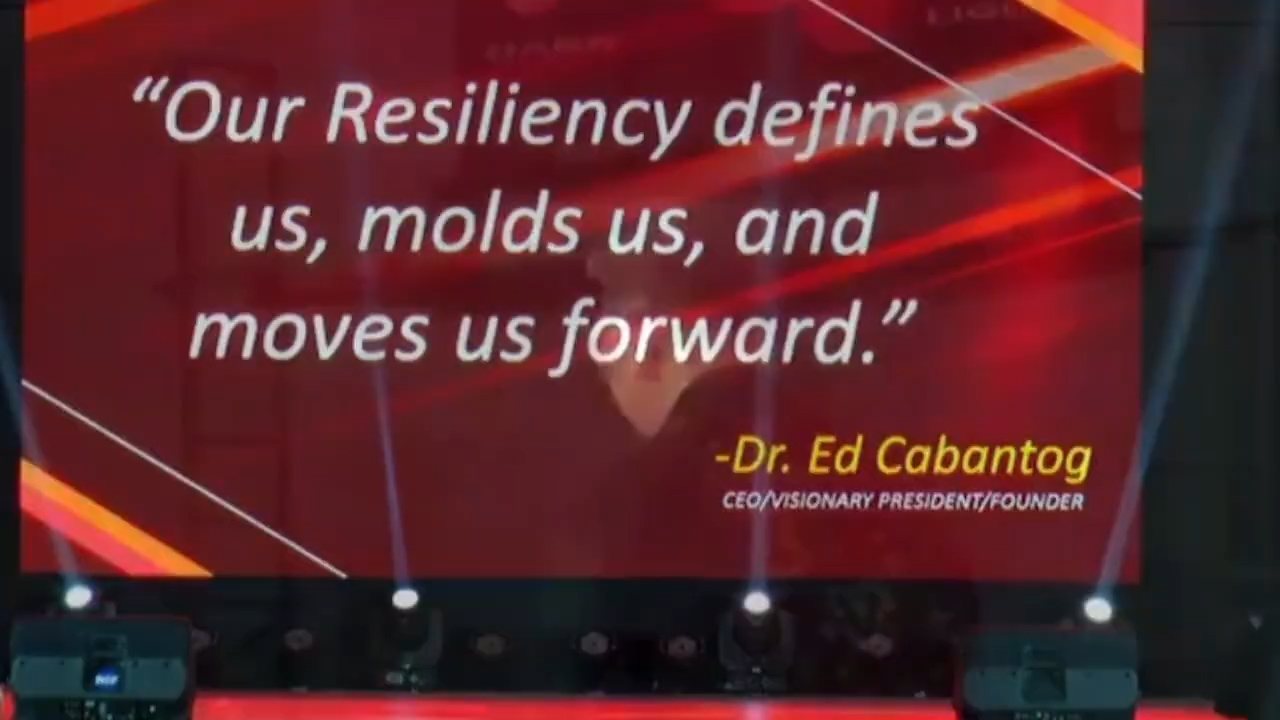 “Our Resiliency defines
us, molds us, and
moves us forward.”
-Dr. Ed Cabantog
CEO/VISIONARY PRESIDENT/FOUNDER